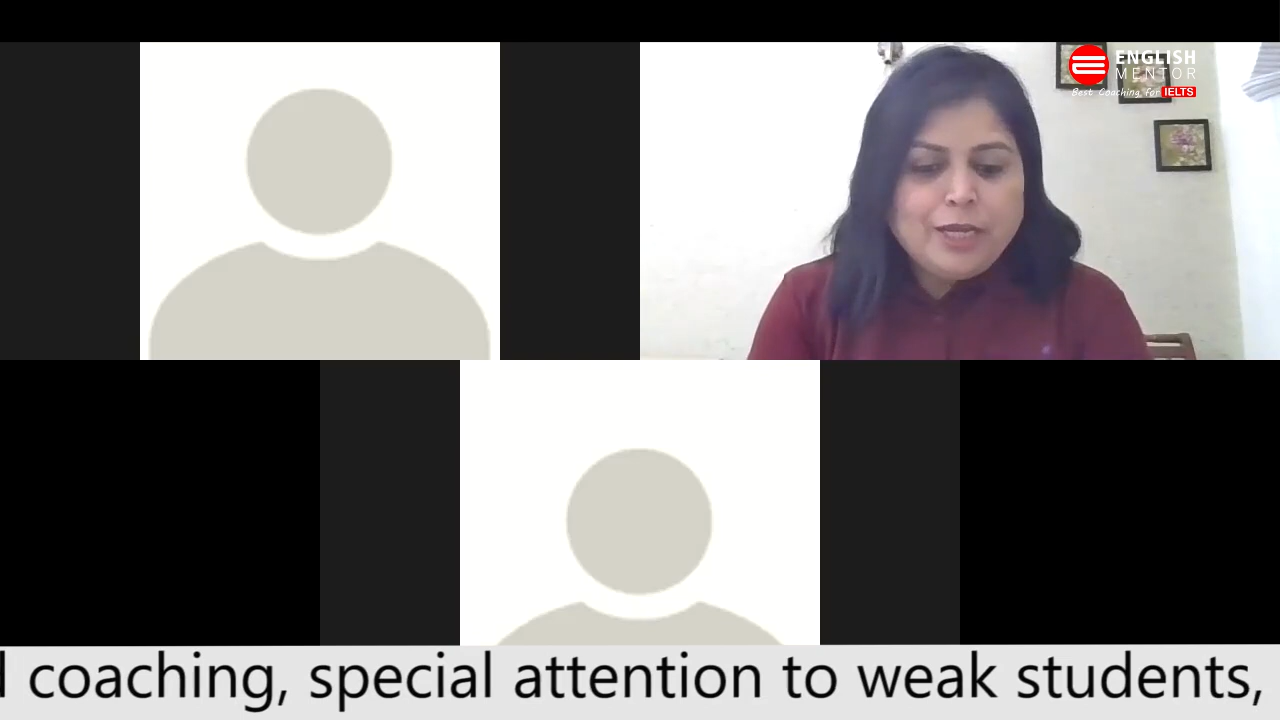 ENGLISH
MENTOR
Best Coaching for IELTS
coaching, special attention to weak students,